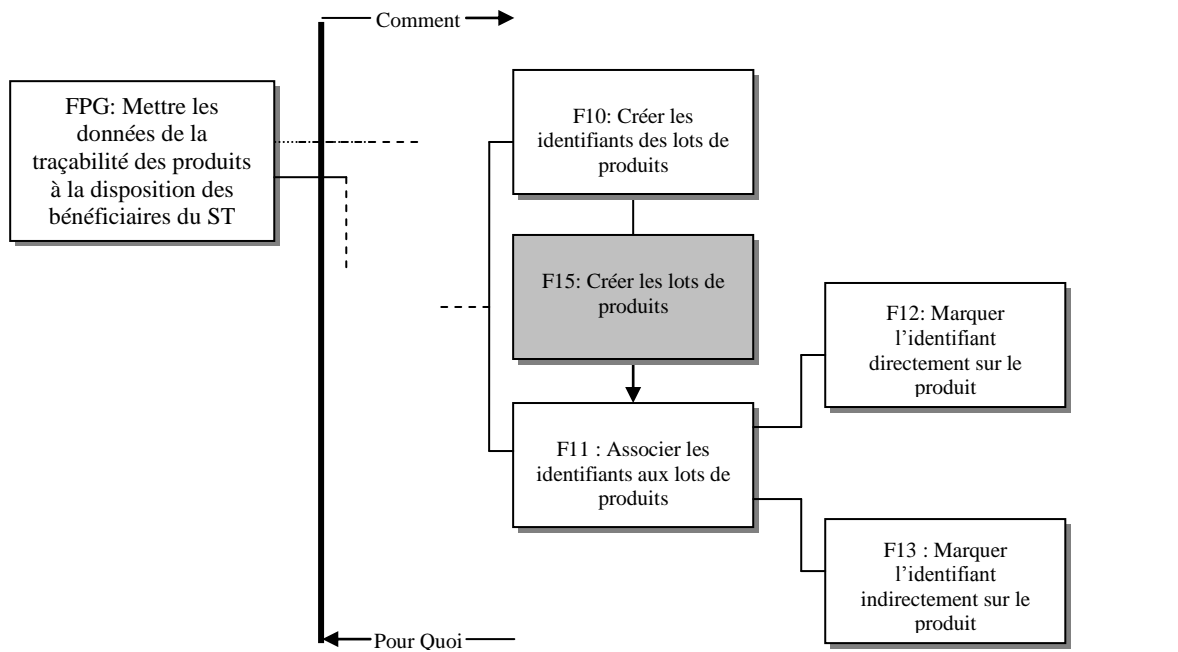 Comment
FPG: Mettre les
données de la
traçabilité des produits
à la disposition des
bénéficiaires du ST
F10: Créer les
identifiants des lots de
produits
F15: Créer les lots de
produits
F11 : Associer les
identifiants aux lots de
produits
F12: Marquer
l’identifiant
directement sur le
produit
F13 : Marquer
l’identifiant
indirectement sur le
produit
Pour Quoi